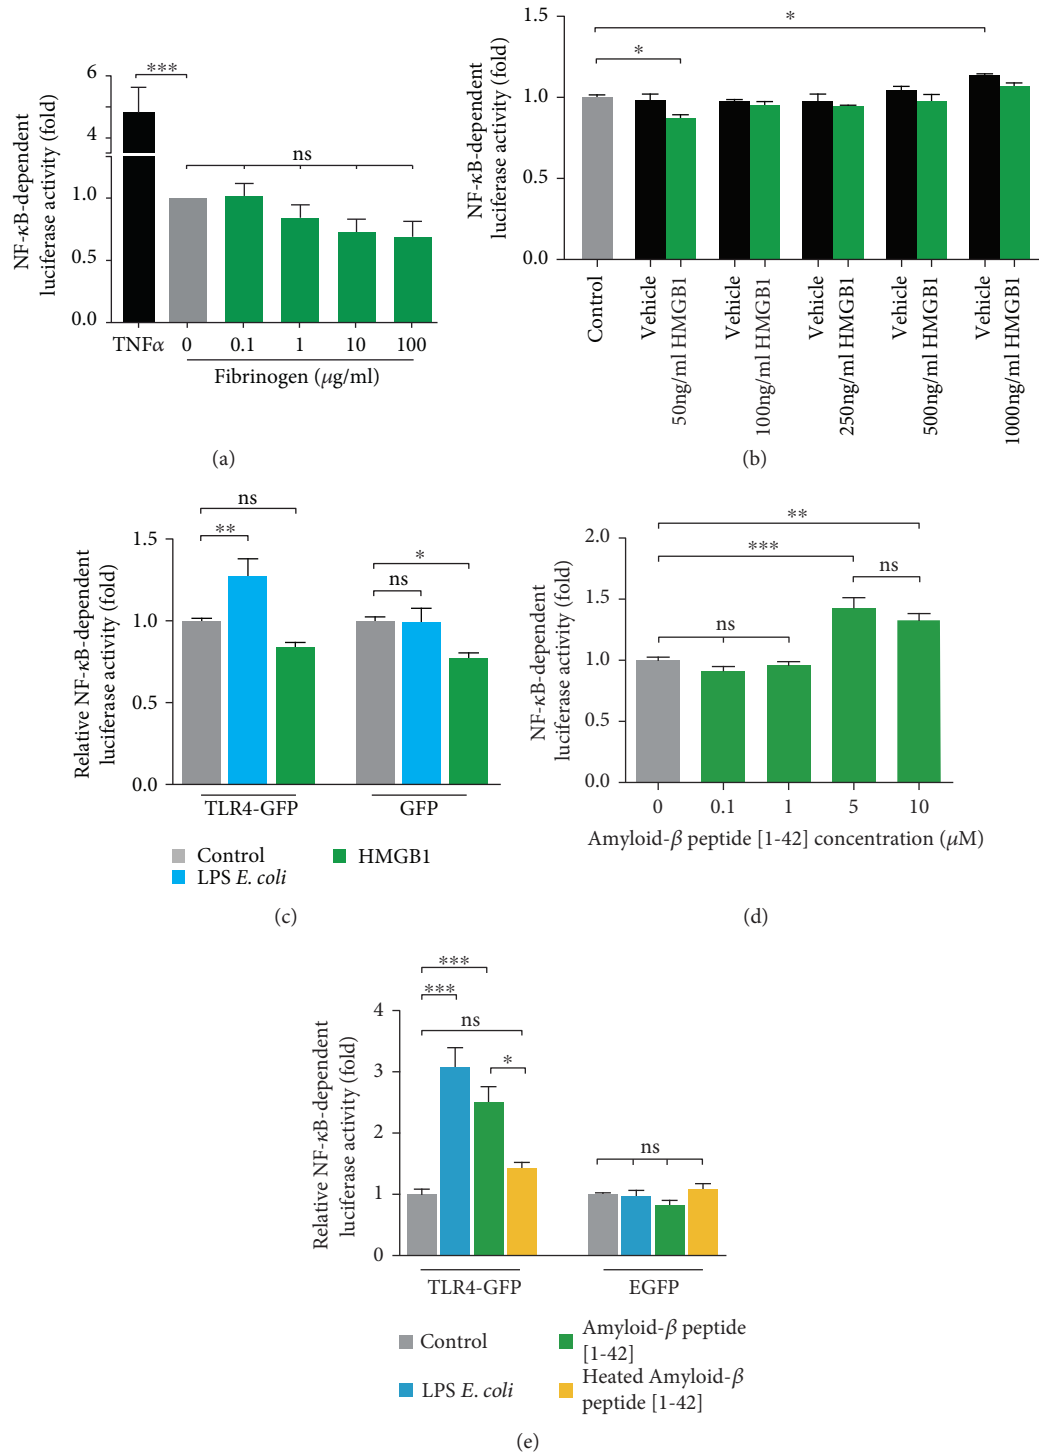 NF-κB-dependent
luciferase activity (fold)
6
4
1.0
0.5
0.0
***
ns
TNFα 0 0.1 1 10 100
Fibrinogen (μg/ml)
(a)
NF-κB-dependent
luciferase activity (fold)
1.5
1.0
0.5
0.0
*
*
Control
Vehicle
50ng/ml HMGB1
Vehicle
100ng/ml HMGB1
Vehicle
250ng/ml HMGB1
Vehicle
500ng/ml HMGB1
Vehicle
1000ng/ml HMGB1
(b)
Relative NF-κB-dependent
luciferase activity (fold)
1.5
1.0
0.5
0.0
ns
**
*
ns
TLR4-GFP GFP
Control
LPS E. coli
HMGB1
(c)
NF-κB-dependent
luciferase activity (fold)
2.0
1.5
1.0
0.5
0.0
**
***
ns
ns
0 0.1 1 5 10
Amyloid-β peptide [1-42] concentration (μM)
(d)
Relative NF-κB-dependent
luciferase activity (fold)
4
3
2
1
0
***
***
ns
*
ns
TLR4-GFP EGFP
Control
LPS E. coli
Amyloid-β peptide
[1-42]
Heated Amyloid-β
peptide [1-42]
(e)